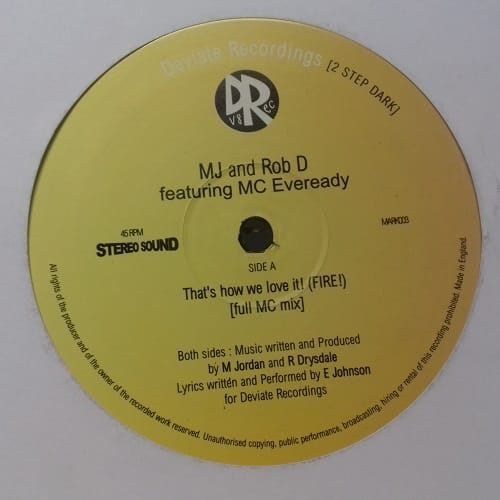 Deviate Recordings [2 STEP DARK]
DR
V8 CC
MJ and Rob D
featuring MC Eveready
45 RPM
STEREO SOUND
MARK003
SIDE A
That's how we love it! (FIRE!)
[full MC mix]
Both sides : Music written and Produced
by M Jordan and R Drysdale
Lyrics written and Performed by E Johnson
for Deviate Recordings
All rights of the producer and of the owner of the recorded work reserved. Unauthorised copying, public performance, broadcasting, hiring or rental of this recording prohibited. Made in England.